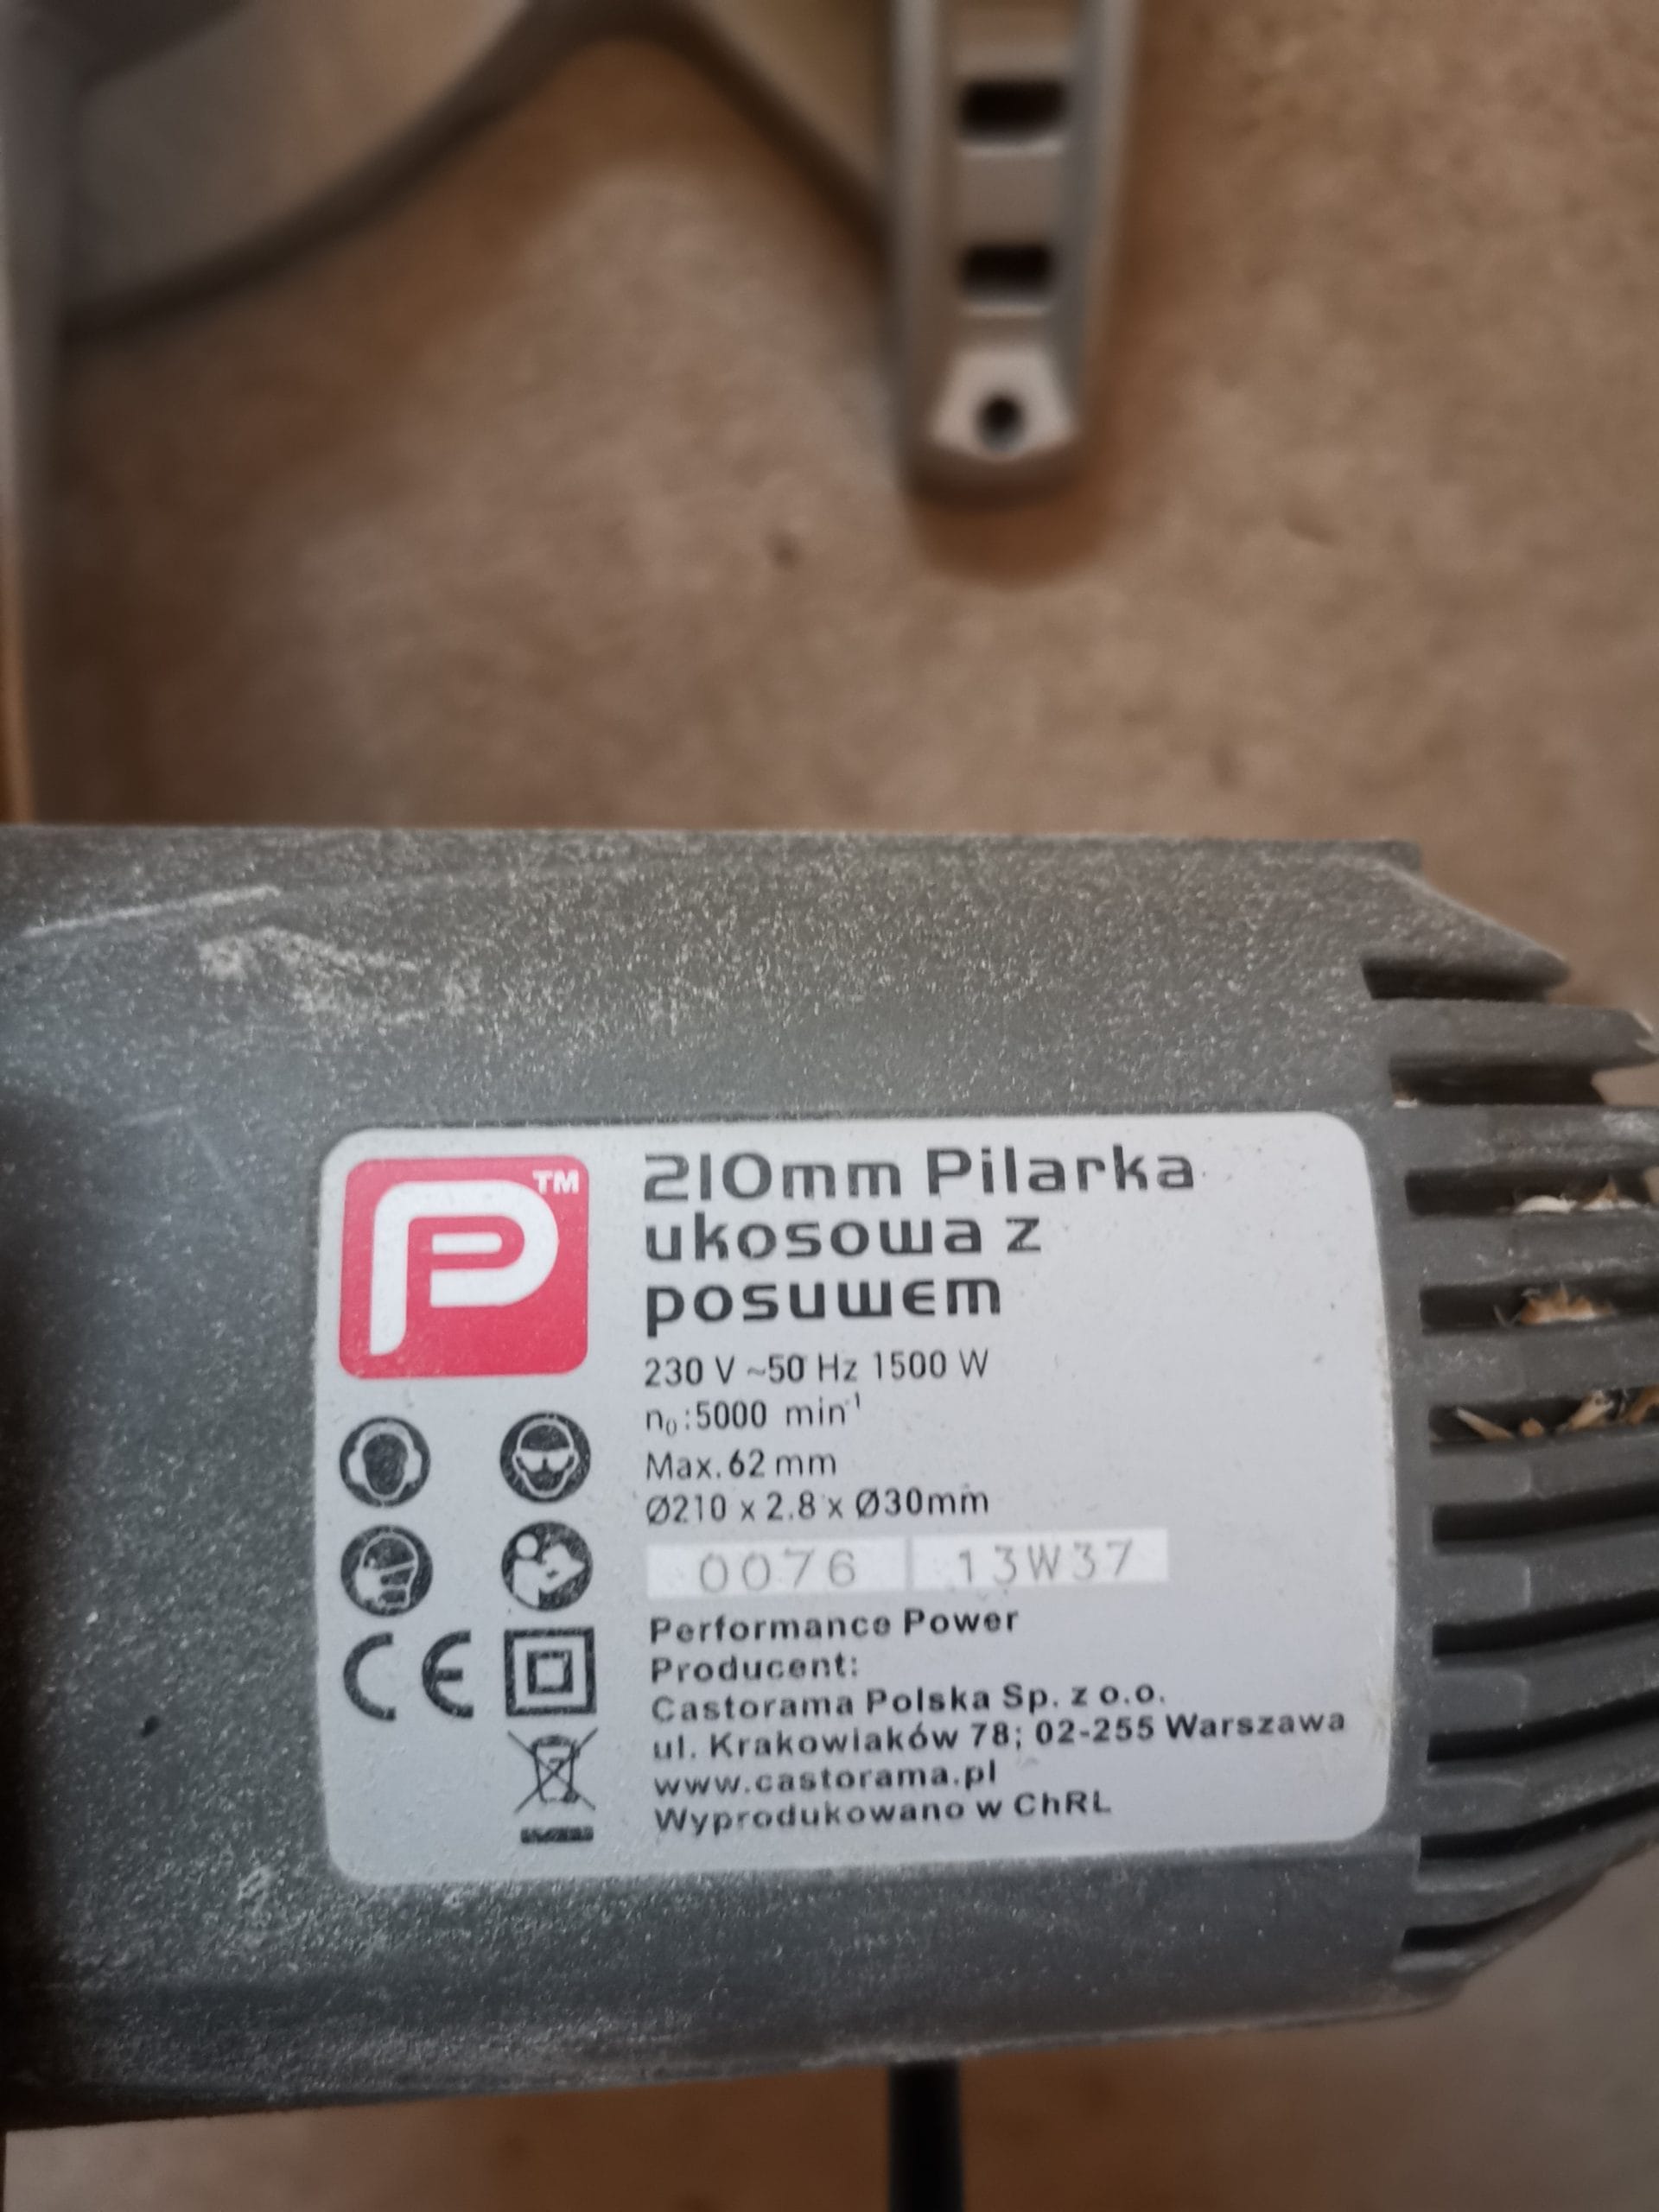 TM
P
210mm Pilarka
ukosowa z
posuwem
230 V ~50 Hz 1500 W
n₀:5000 min⁻¹
Max. 62 mm
Ø210 x 2.8 x Ø30mm
0076 13W37
Performance Power
Producent:
Castorama Polska Sp. z o.o.
ul. Krakowiaków 78; 02-255 Warszawa
www.castorama.pl
Wyprodukowano w ChRL
CE